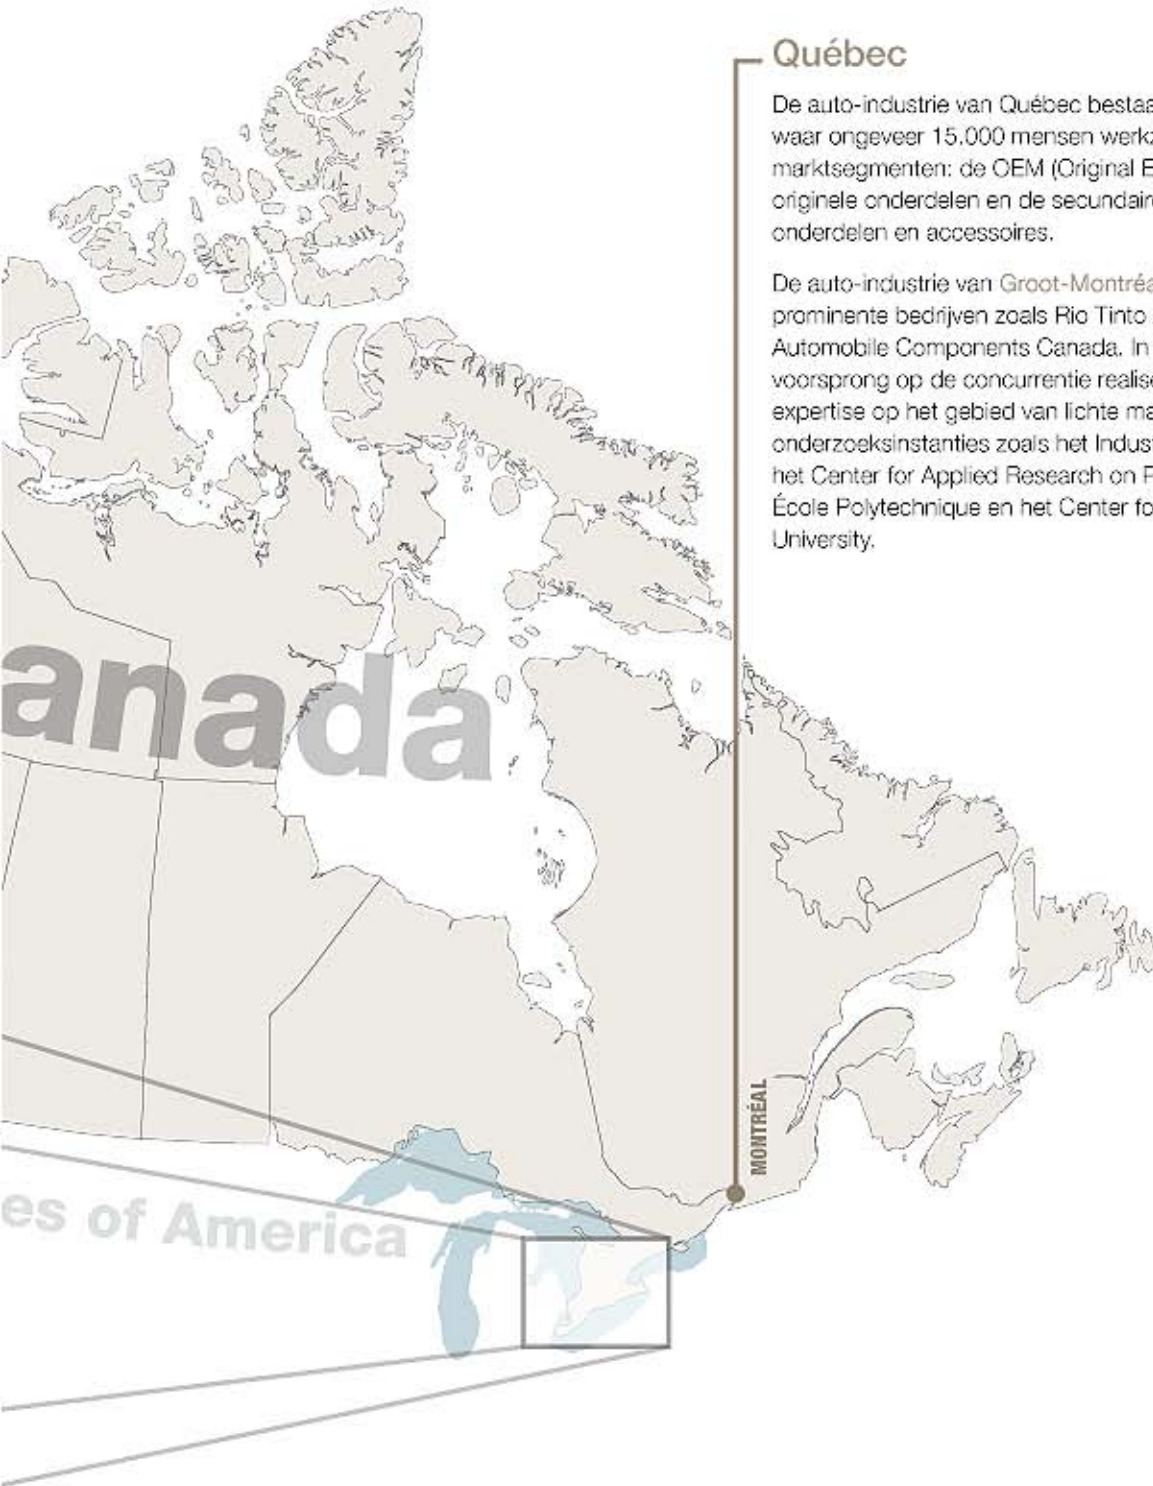 Québec
De auto-industrie van Québec bestaa
waar ongeveer 15.000 mensen werkz
marktsegmenten: de OEM (Original E
originele onderdelen en de secundaire
onderdelen en accessoires.
De auto-industrie van Groot-Montréa
prominente bedrijven zoals Rio Tinto
Automobile Components Canada. In
voorsprong op de concurrentie realise
expertise op het gebied van lichte ma
onderzoeksinstanties zoals het Indust
het Center for Applied Research on P
École Polytechnique en het Center fo
University.
anada
MONTRÉAL
es of America